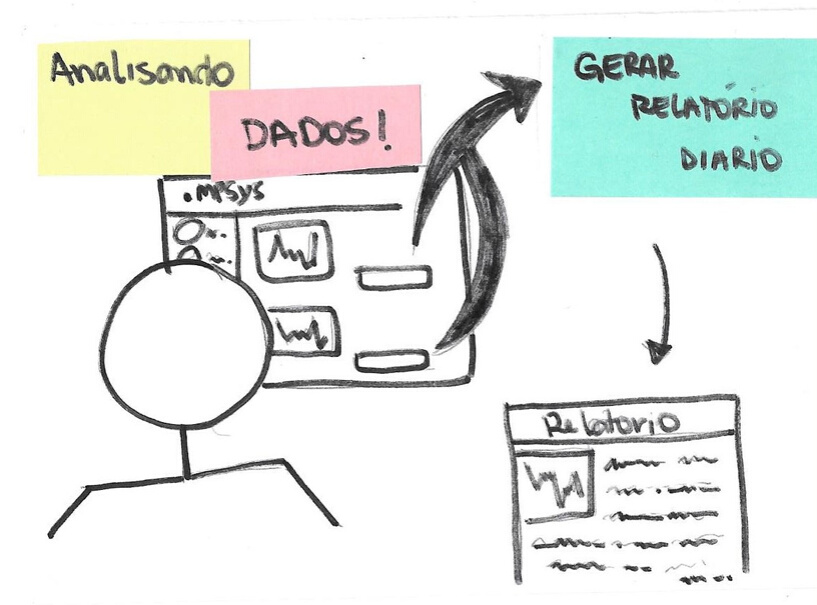 Analisando
DADOS!
GERAR
RELATÓRIO
DIARIO
.mpsys
Relatorio